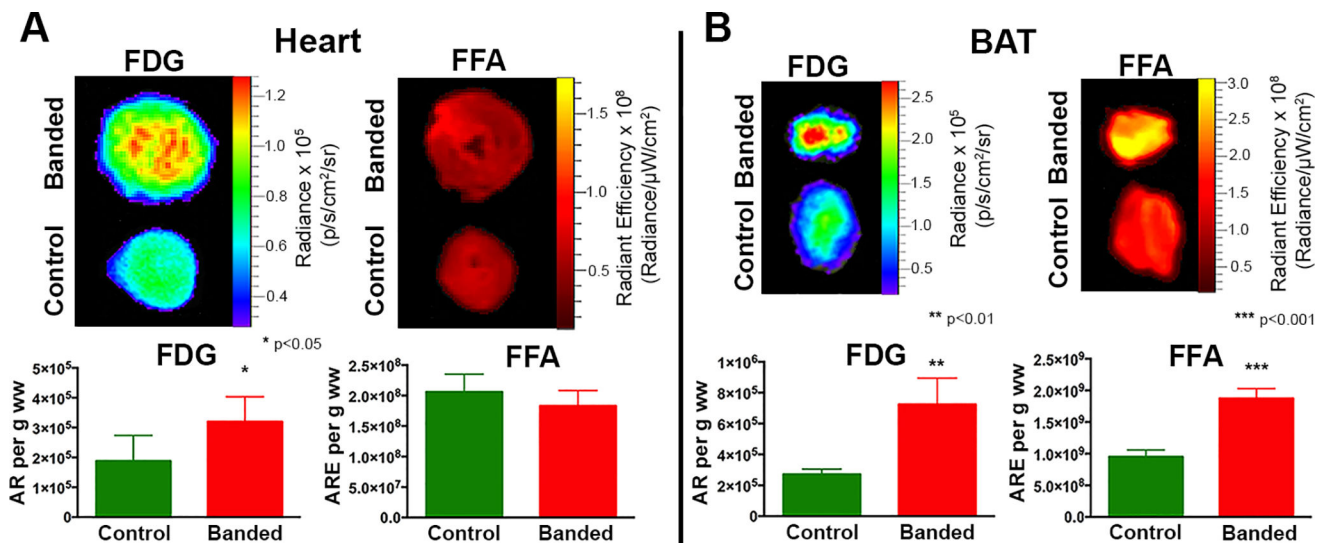 A
Heart
FDG
FFA
Banded
Control
1.2
1.0
0.8
0.6
0.4
Radiance x 10⁵
(p/s/cm²/sr)
Banded
Control
1.5
1.0
0.5
Radiant Efficiency x 10⁸
(Radiance/µW/cm²)
* p<0.05
FDG
AR per g ww
5×10⁵
4×10⁵
3×10⁵
2×10⁵
1×10⁵
0
*
Control Banded
FFA
ARE per g ww
2.5×10⁸
2.0×10⁸
2.0×10⁸
1.0×10⁸
5.0×10⁷
0.0
Control Banded
B
BAT
FDG
FFA
Control Banded
2.5
2.0
1.5
1.0
0.5
Radiance x 10⁵
(p/s/cm²/sr)
** p<0.01
Control Banded
3.0
2.5
2.0
1.5
1.0
0.5
Radiant Efficiency x 10⁸
(Radiance/µW/cm²)
*** p<0.001
FDG
AR per g ww
1×10⁶
8×10⁵
6×10⁵
4×10⁵
2×10⁵
0
**
Control Banded
FFA
ARE per g ww
2.5×10⁹
2.0×10⁹
2.0×10⁹
1.0×10⁹
5.0×10⁸
0.0
***
Control Banded